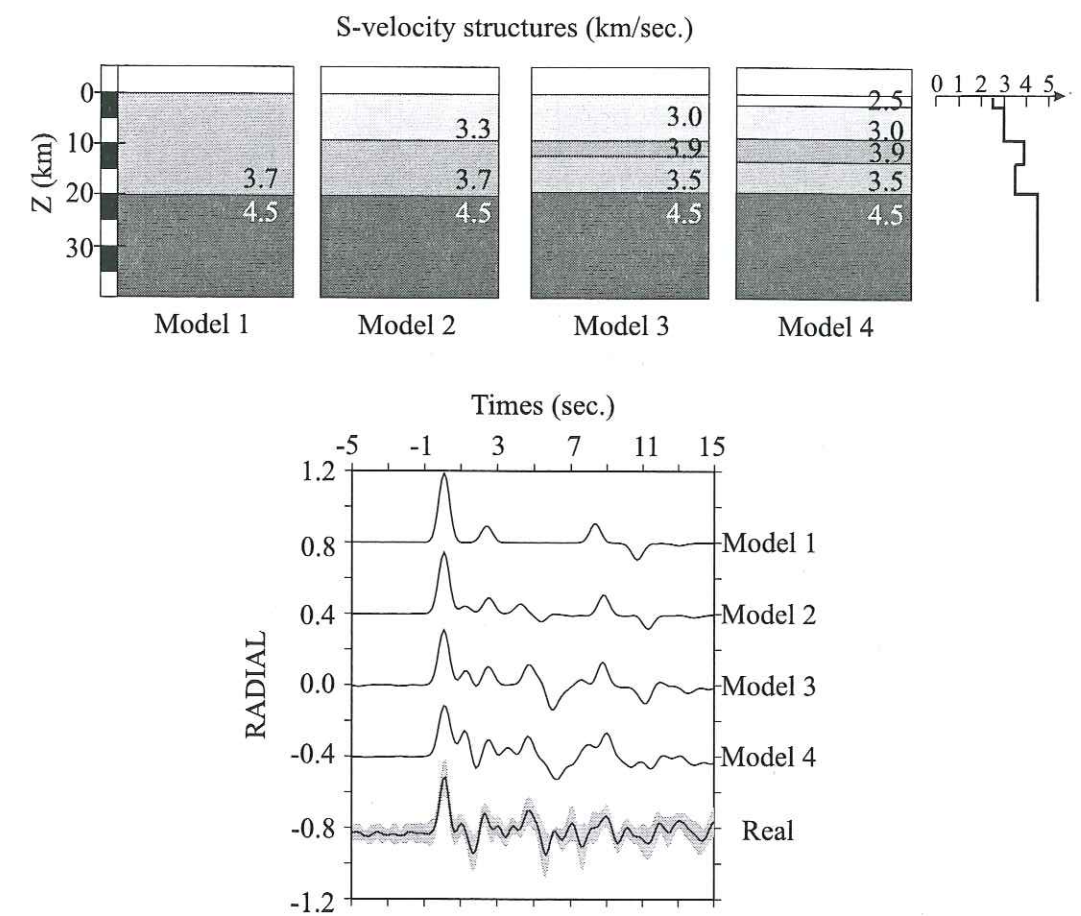 S-velocity structures (km/sec.)
0 1 2 3 4 5
0
10
20
30
Z (km)
3.7
4.5
3.3
3.7
4.5
3.0
3.9
3.5
4.5
2.5
3.0
3.9
3.5
4.5
Model 1 Model 2 Model 3 Model 4
Times (sec.)
-5 -1 3 7 11 15
1.2
0.8
0.4
0.0
-0.4
-0.8
-1.2
RADIAL
Model 1
Model 2
Model 3
Model 4
Real